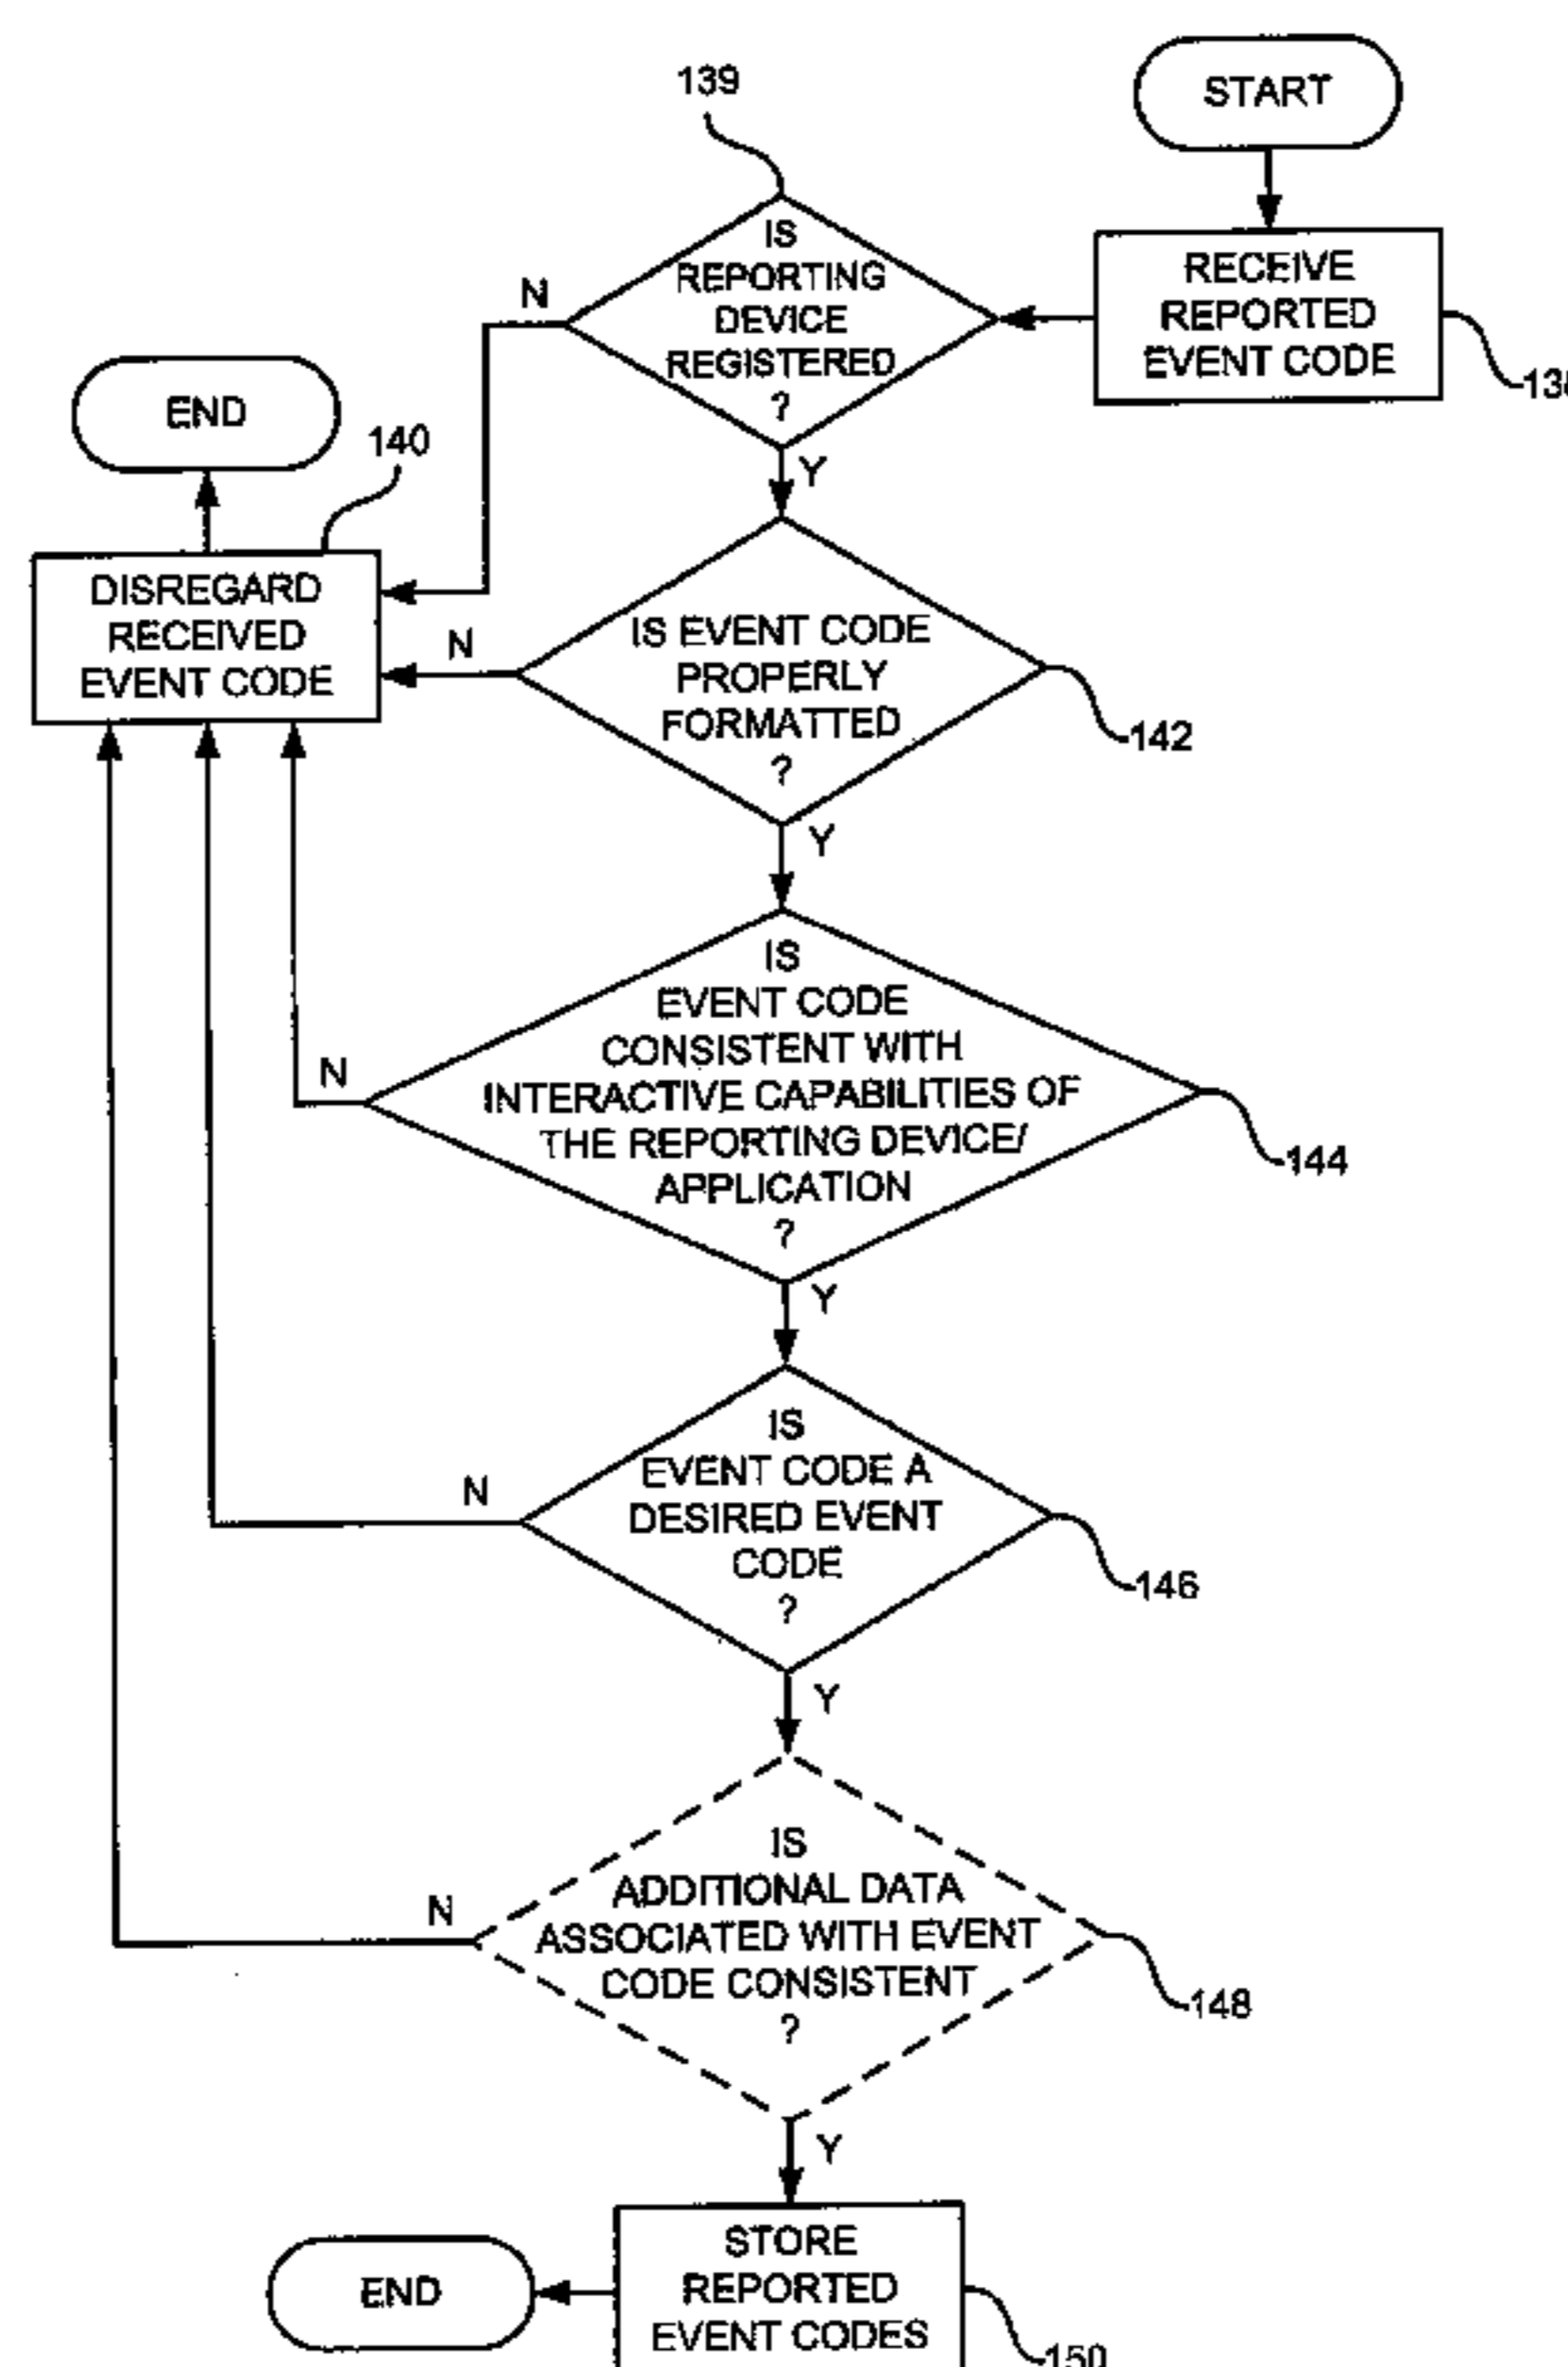 START
RECEIVE
REPORTED
EVENT CODE
139
IS
REPORTING
DEVICE
REGISTERED
?
N
Y
END
140
DISREGARD
RECEIVED
EVENT CODE
IS EVENT CODE
PROPERLY
FORMATTED
?
N
142
Y
IS
EVENT CODE
CONSISTENT WITH
INTERACTIVE CAPABILITIES OF
THE REPORTING DEVICE/
APPLICATION
?
N
144
Y
IS
EVENT CODE A
DESIRED EVENT
CODE
?
N
146
Y
IS
ADDITIONAL DATA
ASSOCIATED WITH EVENT
CODE CONSISTENT
?
N
148
Y
STORE
REPORTED
EVENT CODES
150
END